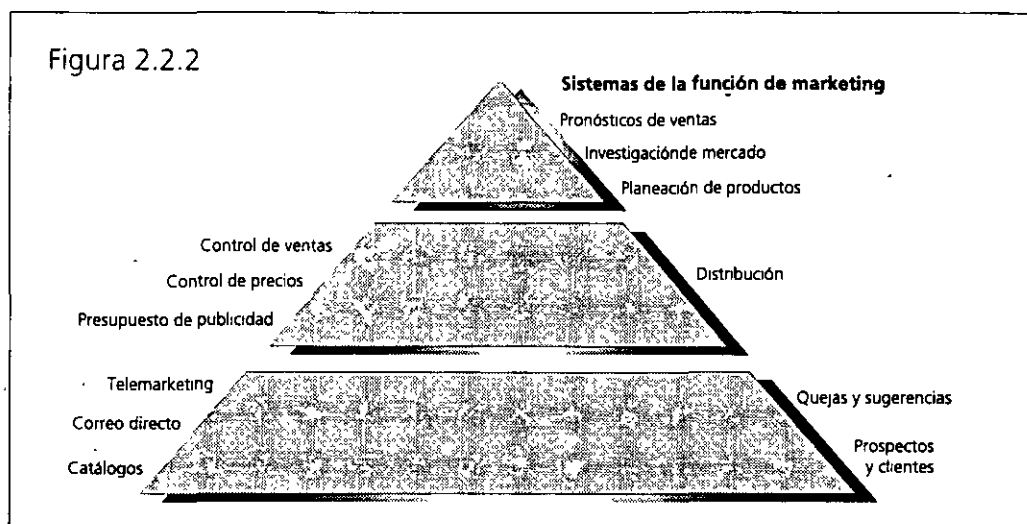 Figura 2.2.2
Sistemas de la función de marketing
Pronósticos de ventas
Investigaciónde mercado
Planeación de productos
Control de ventas
Control de precios
Presupuesto de publicidad
Distribución
Telemarketing
Correo directo
Catálogos
Quejas y sugerencias
Prospectos
y clientes